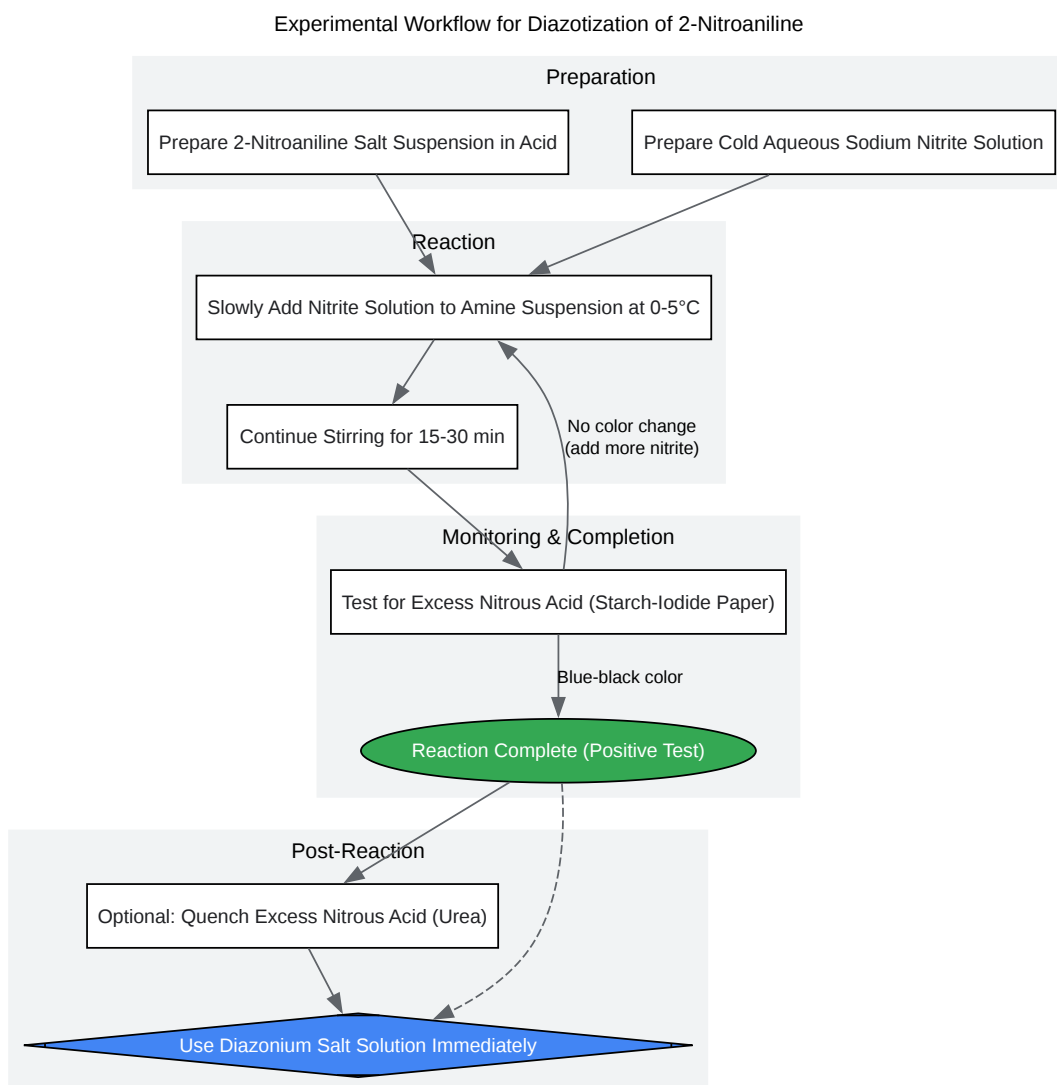 Experimental Workflow for Diazotization of 2-Nitroaniline
Preparation
Prepare 2-Nitroaniline Salt Suspension in Acid
Prepare Cold Aqueous Sodium Nitrite Solution
Reaction
Slowly Add Nitrite Solution to Amine Suspension at 0-5°C
Continue Stirring for 15-30 min
No color change
(add more nitrite)
Monitoring & Completion
Test for Excess Nitrous Acid (Starch-Iodide Paper)
Blue-black color
Reaction Complete (Positive Test)
Post-Reaction
Optional: Quench Excess Nitrous Acid (Urea)
Use Diazonium Salt Solution Immediately